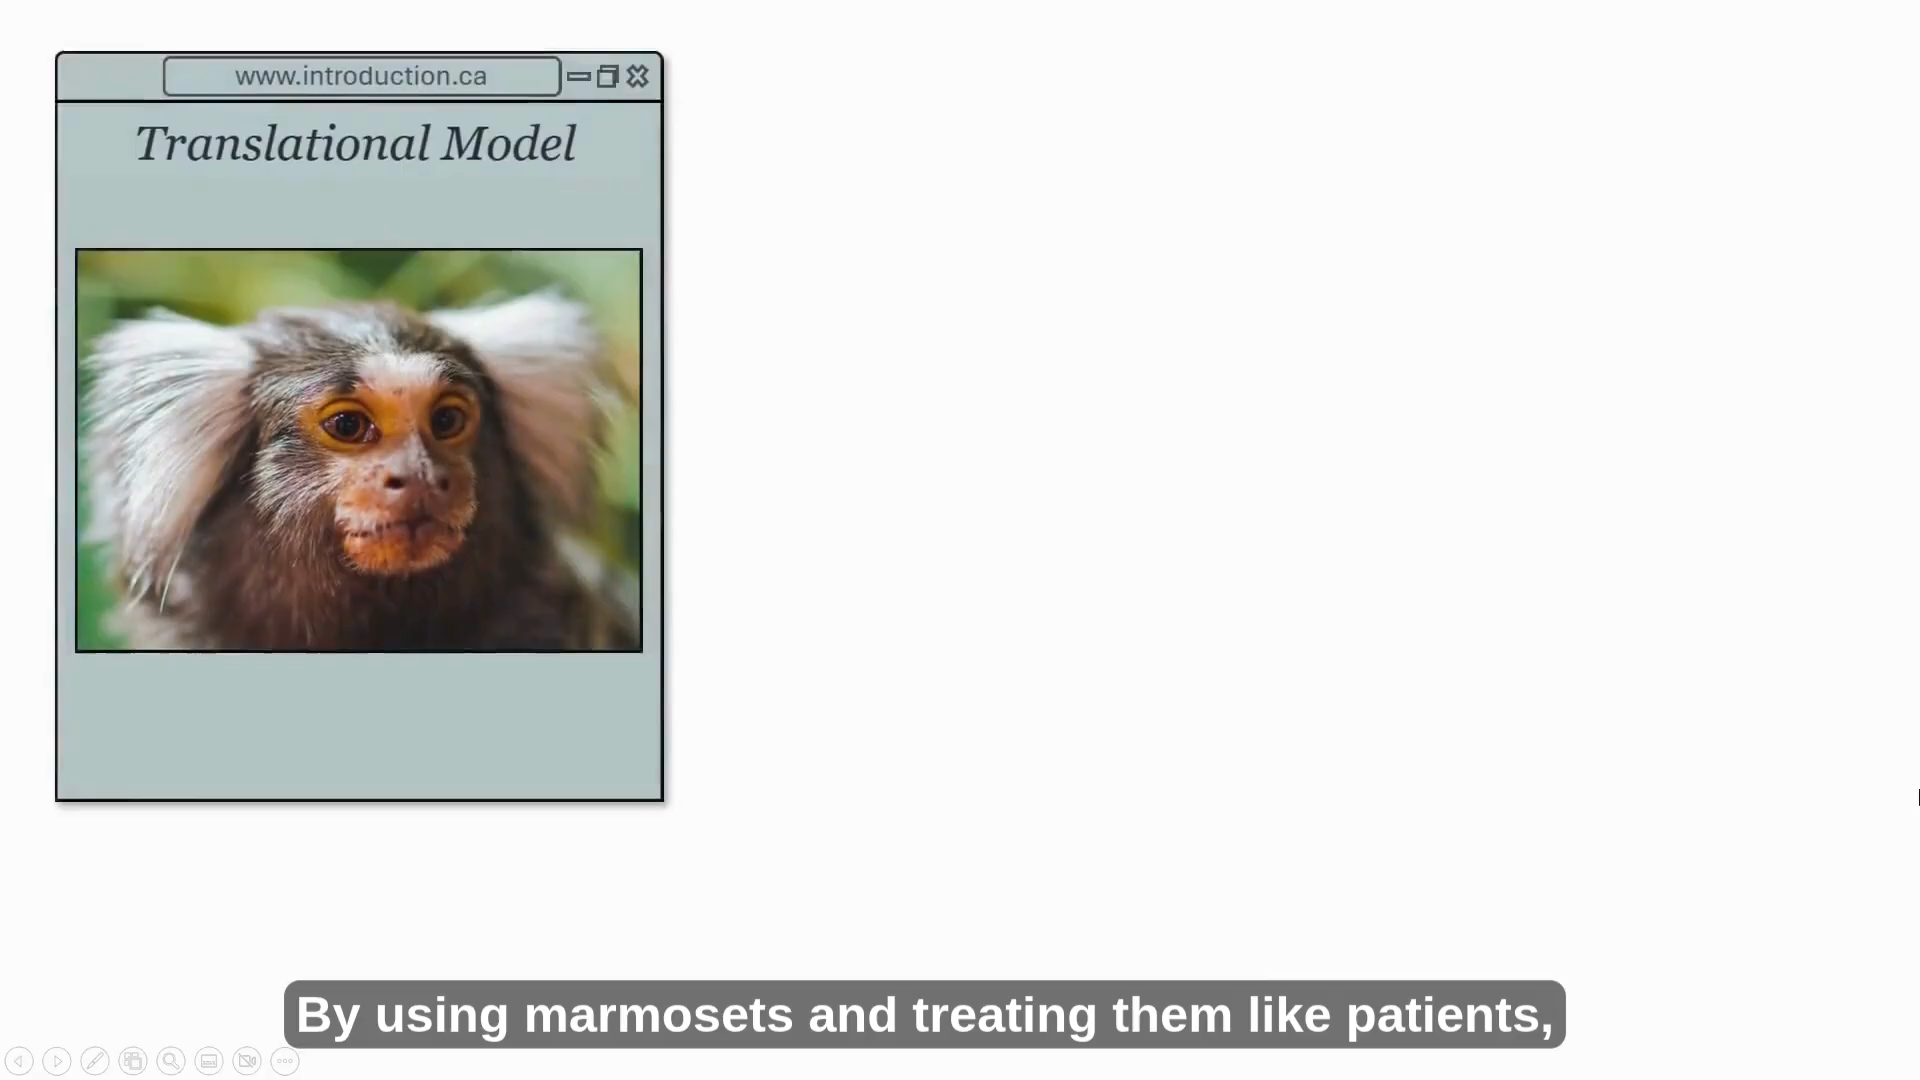 www.introduction.ca
Translational Model
By using marmosets and treating them like patients,